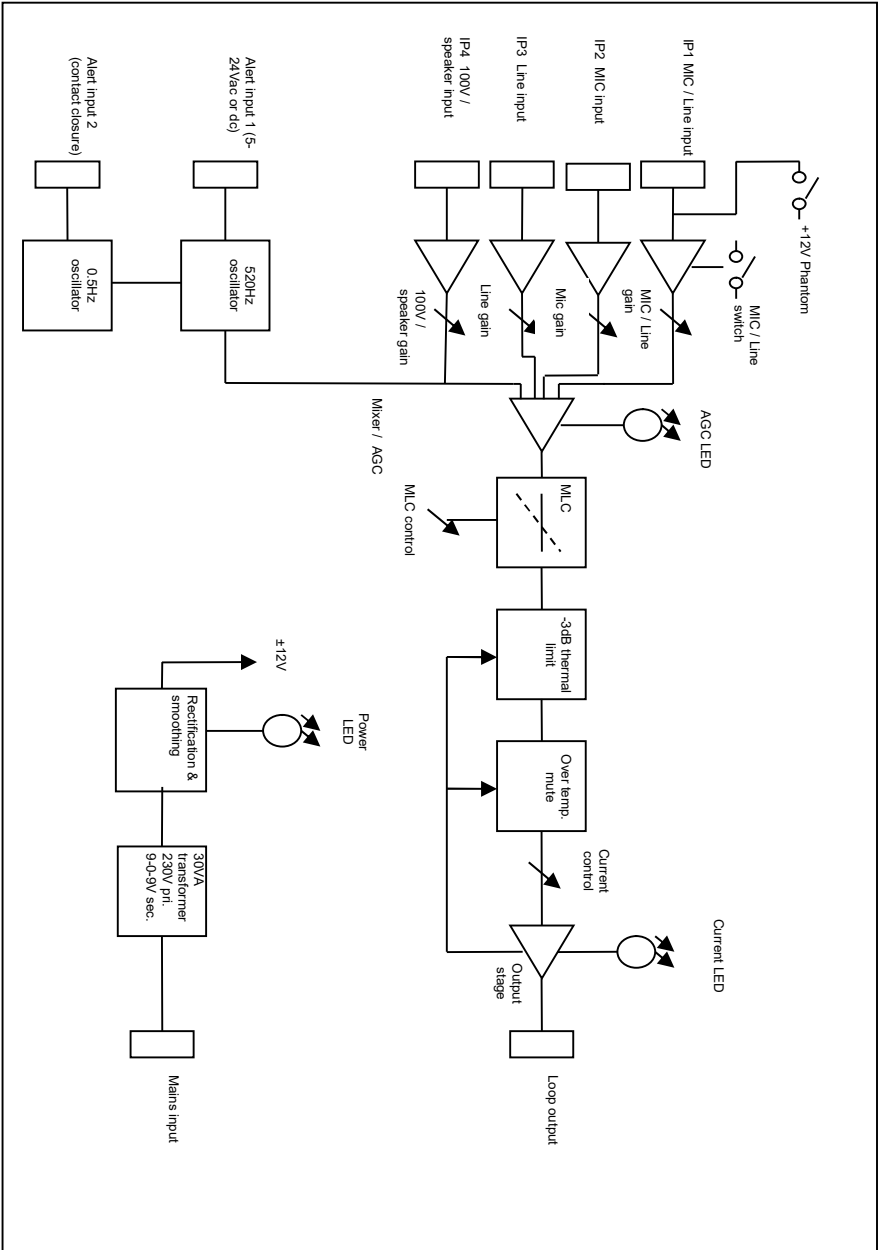 +12V Phantom
MIC / Line
switch
AGC LED
Current LED
IP1 MIC / Line input
MIC / Line
gain
IP2  MIC input
Mic gain
IP3  Line input
Line gain
IP4  100V /
speaker input
100V /
speaker gain
Mixer /  AGC
MLC
MLC control
-3dB thermal
limit
Over temp.
mute
Current
control
Output
stage
Loop output
Alert input 1 (5-
24Vac or dc)
520Hz
oscillator
Alert input 2
(contact closure)
0.5Hz
oscillator
±12V
Power
LED
Rectification &
smoothing
30VA
transformer
230V pri.
9-0-9V sec.
Mains input